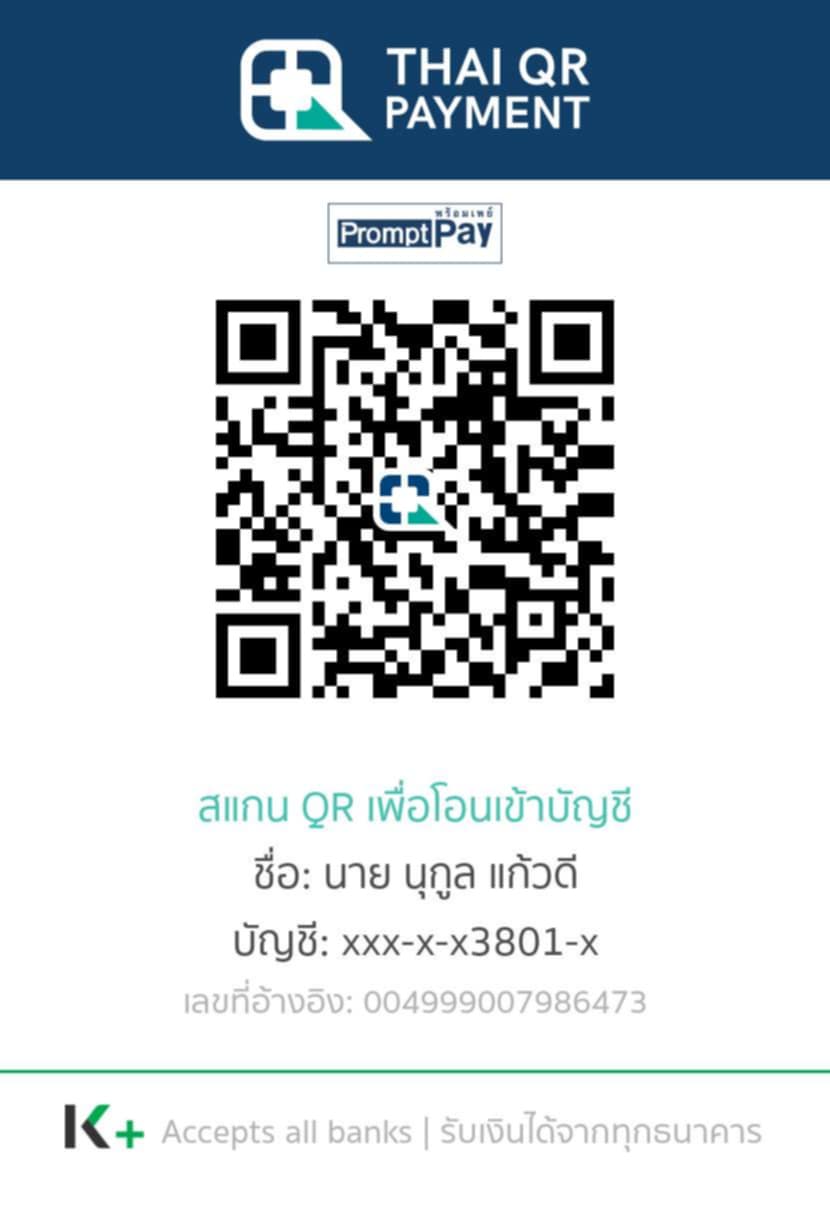 THAI QR
PAYMENT
พร้อมเพย์
PromptPay
สแกน QR เพื่อโอนเข้าบัญชี
ชื่อ: นาย นุกูล แก้วดี
บัญชี: xxx-x-x3801-x
เลขที่อ้างอิง: 004999007986473
K+ Accepts all banks | รับเงินได้จากทุกธนาคาร